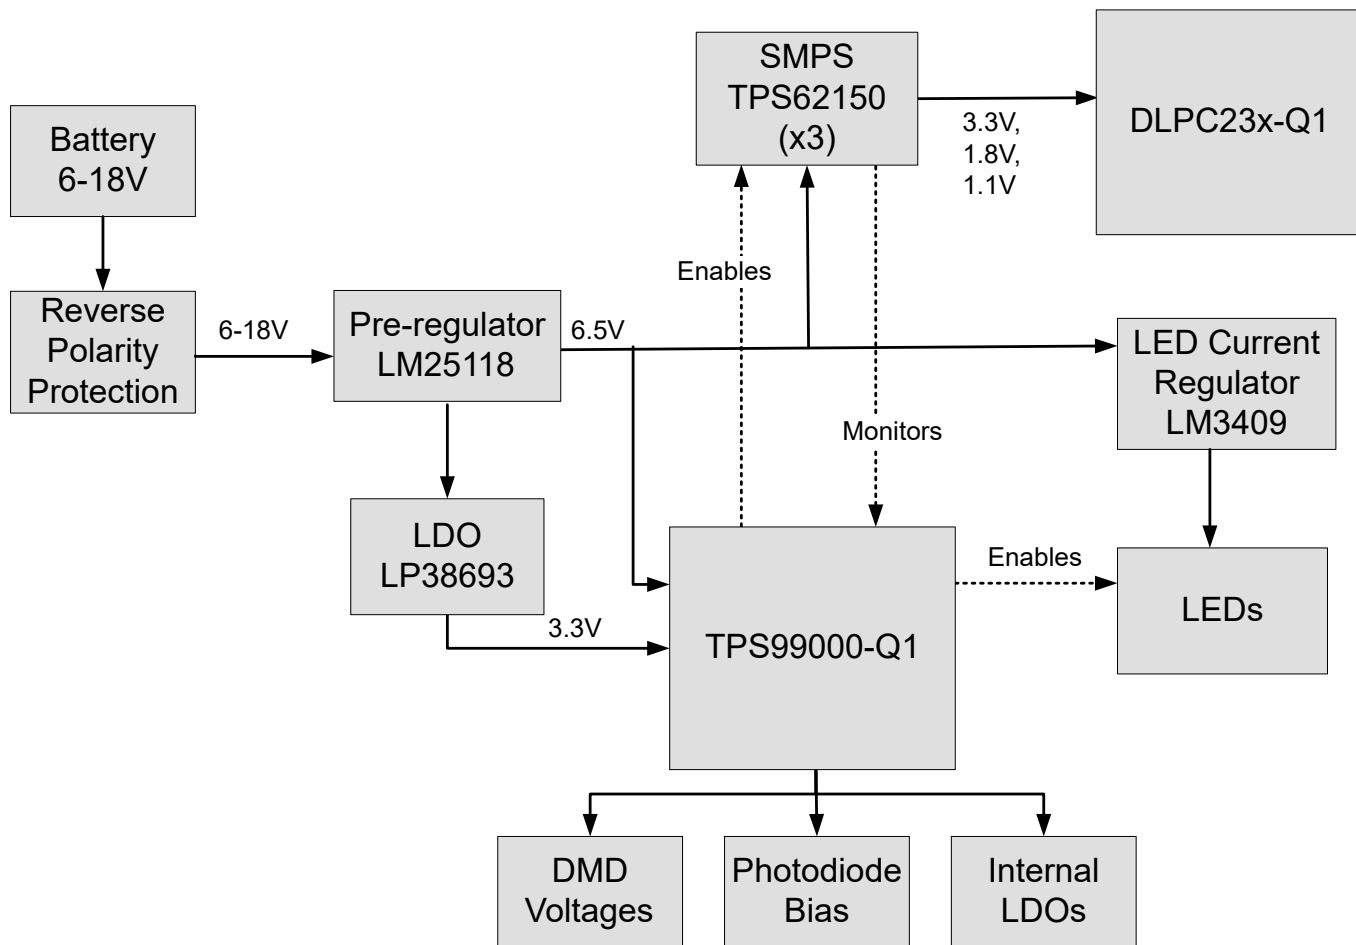 SMPS
TPS62150
(x3)
DLPC23x-Q1
3.3V,
1.8V,
1.1V
Battery
6-18V
Enables
Reverse
Polarity
Protection
6-18V
Pre-regulator
LM25118
6.5V
LED Current
Regulator
LM3409
Monitors
LDO
LP38693
3.3V
TPS99000-Q1
Enables
LEDs
DMD
Voltages
Photodiode
Bias
Internal
LDOs